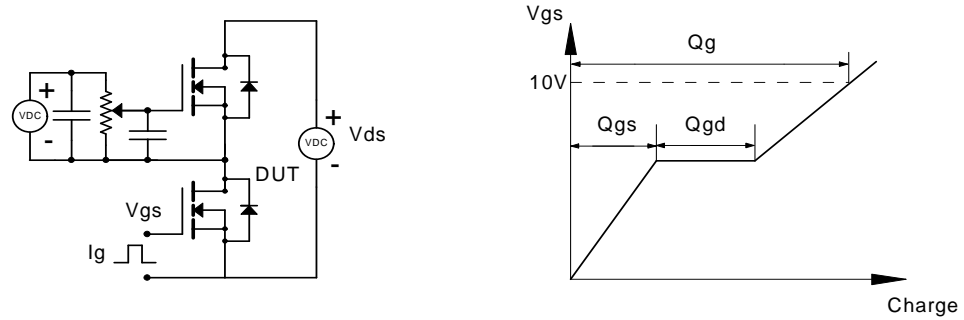 +
VDC
-
+
VDC
-
Vds
DUT
Vgs
Ig
Vgs
Qg
10V
Qgs
Qgd
Charge